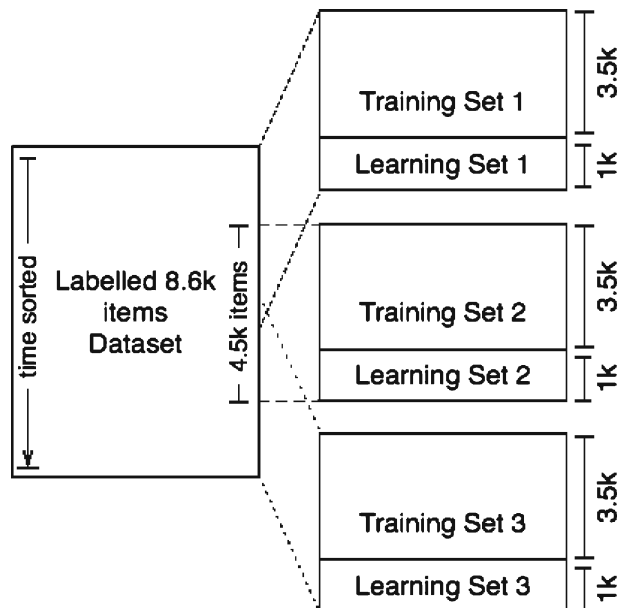 time sorted
Labelled 8.6k
items
Dataset
4.5k items
Training Set 1
3.5k
Learning Set 1
1k
Training Set 2
3.5k
Learning Set 2
1k
Training Set 3
3.5k
Learning Set 3
1k